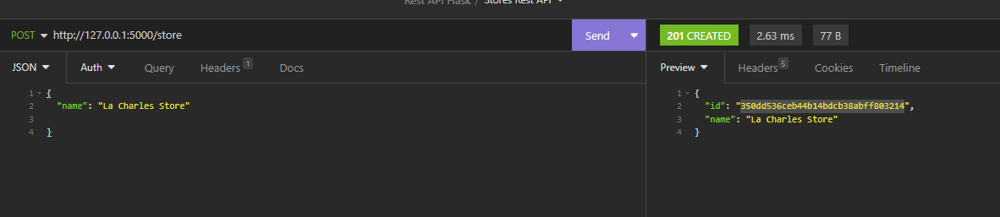 Rest API Flask / Stores Rest API
POST http://127.0.0.1:5000/store Send 201 CREATED 2.63 ms 77 B
JSON Auth Query Headers 1 Docs Preview Headers 5 Cookies Timeline
1 {
2 "name": "La Charles Store"
3
4 }
1 {
2 "id": "350dd536ceb44b14bdcb38abff803214",
3 "name": "La Charles Store"
4 }